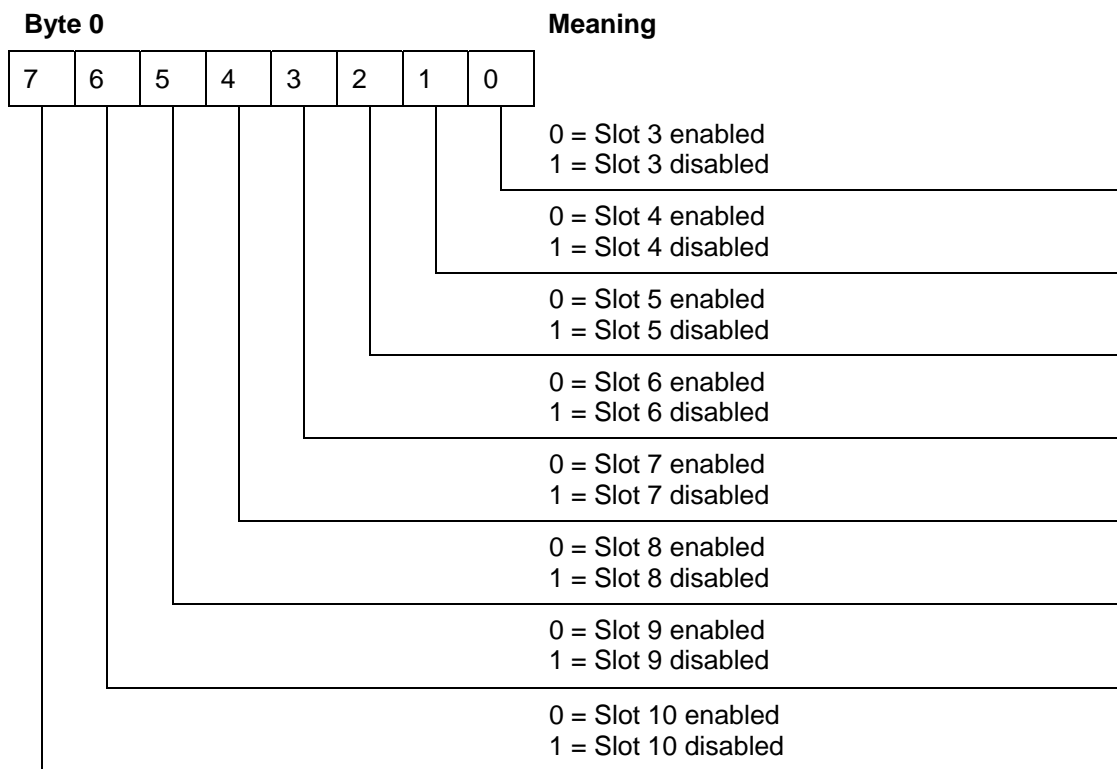 Byte 0 Meaning
7 6 5 4 3 2 1 0
0 = Slot 3 enabled
1 = Slot 3 disabled
0 = Slot 4 enabled
1 = Slot 4 disabled
0 = Slot 5 enabled
1 = Slot 5 disabled
0 = Slot 6 enabled
1 = Slot 6 disabled
0 = Slot 7 enabled
1 = Slot 7 disabled
0 = Slot 8 enabled
1 = Slot 8 disabled
0 = Slot 9 enabled
1 = Slot 9 disabled
0 = Slot 10 enabled
1 = Slot 10 disabled